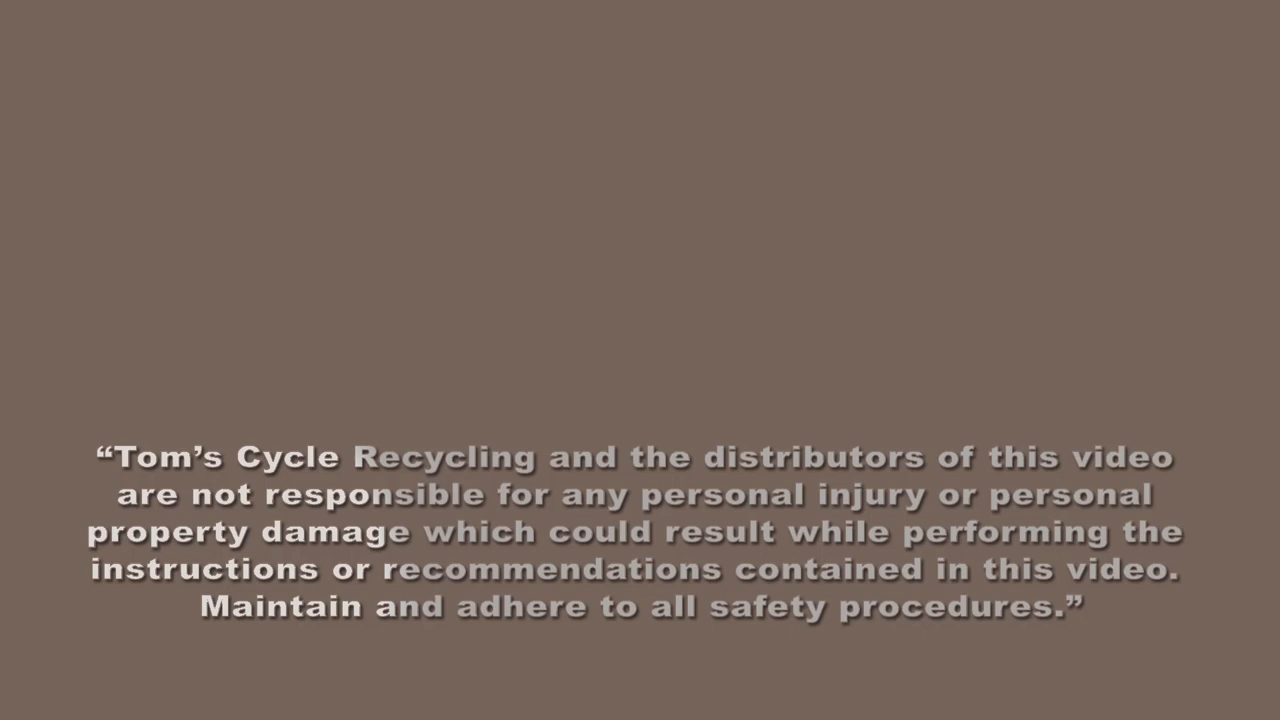 “Tom’s Cycle Recycling and the distributors of this video
are not responsible for any personal injury or personal
property damage which could result while performing the
instructions or recommendations contained in this video.
Maintain and adhere to all safety procedures.”